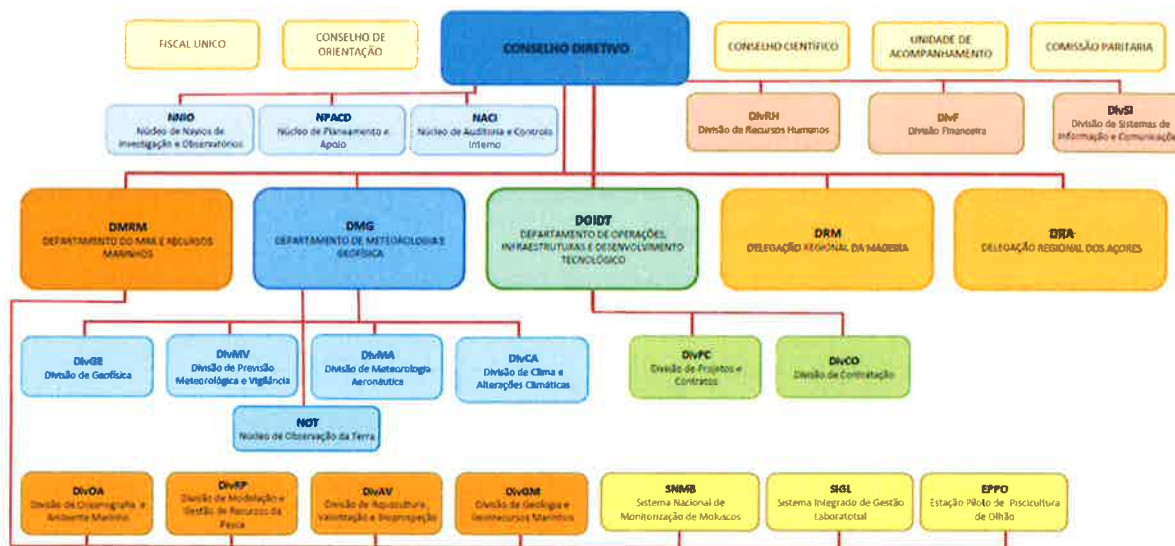 FISCAL UNICO
CONSELHO DE
ORIENTAÇÃO
CONSELHO DIRETIVO
CONSELHO CIENTÍFICO
UNIDADE DE
ACOMPANHAMENTO
COMISSÃO PARITARIA
NNIO
Núcleo de Navios de
Investigação e Observatórios
NPACD
Núcleo de Planeamento e
Apoio
NACI
Núcleo de Auditoria e Controlo
Interno
DivRH
Divisão de Recursos Humanos
DivF
Divisão Financeira
DivSI
Divisão de Sistemas de
Informação e Comunicaçõe
DMRM
DEPARTAMENTO DO MAR E RECURSOS
MARINHOS
DMG
DEPARTAMENTO DE METEOROLOGIA E
GEOFÍSICA
DOIDT
DEPARTAMENTO DE OPERAÇÕES,
INFRAESTRUTURAS E DESENVOLVIMENTO
TECNOLÓGICO
DRM
DELEGAÇÃO REGIONAL DA MADEIRA
DRA
DELEGAÇÃO REGIONAL DOS AÇORES
DivGE
Divisão de Geofísica
DivMV
Divisão de Previsão
Meteorológica e Vigilância
DivMA
Divisão de Meteorologia
Aeronáutica
DivCA
Divisão de Clima e
Alterações Climáticas
DivPC
Divisão de Projetos e
Contratos
DivCO
Divisão de Contratação
NOT
Núcleo de Observação da Terra
DivOA
Divisão de Oceanografia e
Ambiente Marinho
DivRP
Divisão de Modelação e
Gestão de Recursos da
Pesca
DivAV
Divisão de Aquicultura,
Valorização e Bioprospeção
DivGM
Divisão de Geologia e
Georecursos Marinhos
SNMB
Sistema Nacional de
Monitorização de Moluscos
SIGL
Sistema Integrado de Gestão
Laboratotial
EPPO
Estação Piloto de Piscicultura
de Olhão